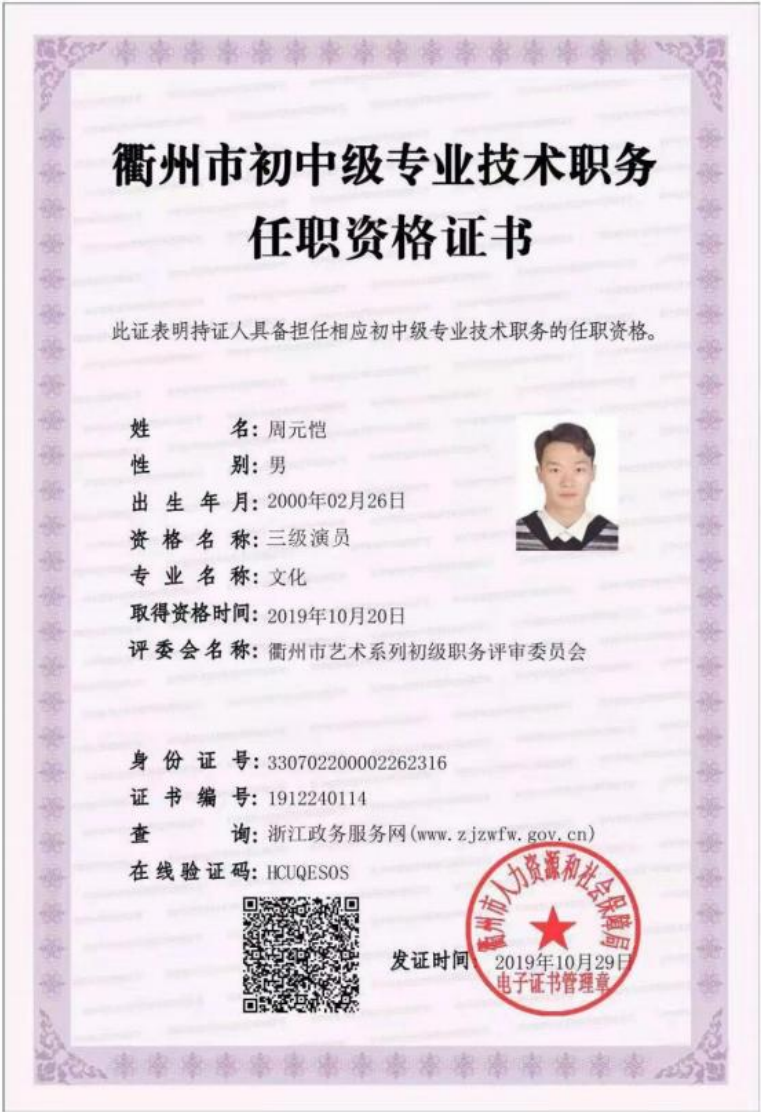 衢州市初中级专业技术职务
任职资格证书
此证表明持证人具备担任相应初中级专业技术职务的任职资格。
姓名：周元恺
性别：男
出生年月：2000年02月26日
资格名称：三级演员
专业名称：文化
取得资格时间：2019年10月20日
评委会名称：衢州市艺术系列初级职务评审委员会
身份证号：330702200002262316
证书编号：1912240114
查询：浙江政务服务网(www.zjzwfw.gov.cn)
在线验证码：HCUQESOS
衢州市人力资源和社会保障局
发证时间：2019年10月29日
电子证书管理章